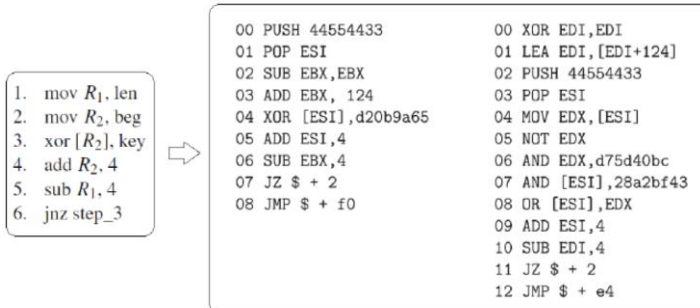 1. mov R₁, len
2. mov R₂, beg
3. xor [R₂], key
4. add R₂, 4
5. sub R₁, 4
6. jnz step_3
00 PUSH 44554433
01 POP ESI
02 SUB EBX,EBX
03 ADD EBX, 124
04 XOR [ESI],d20b9a65
05 ADD ESI,4
06 SUB EBX,4
07 JZ $ + 2
08 JMP $ + f0
00 XOR EDI,EDI
01 LEA EDI,[EDI+124]
02 PUSH 44554433
03 POP ESI
04 MOV EDX,[ESI]
05 NOT EDX
06 AND EDX,d75d40bc
07 AND [ESI],28a2bf43
08 OR [ESI],EDX
09 ADD ESI,4
10 SUB EDI,4
11 JZ $ + 2
12 JMP $ + e4